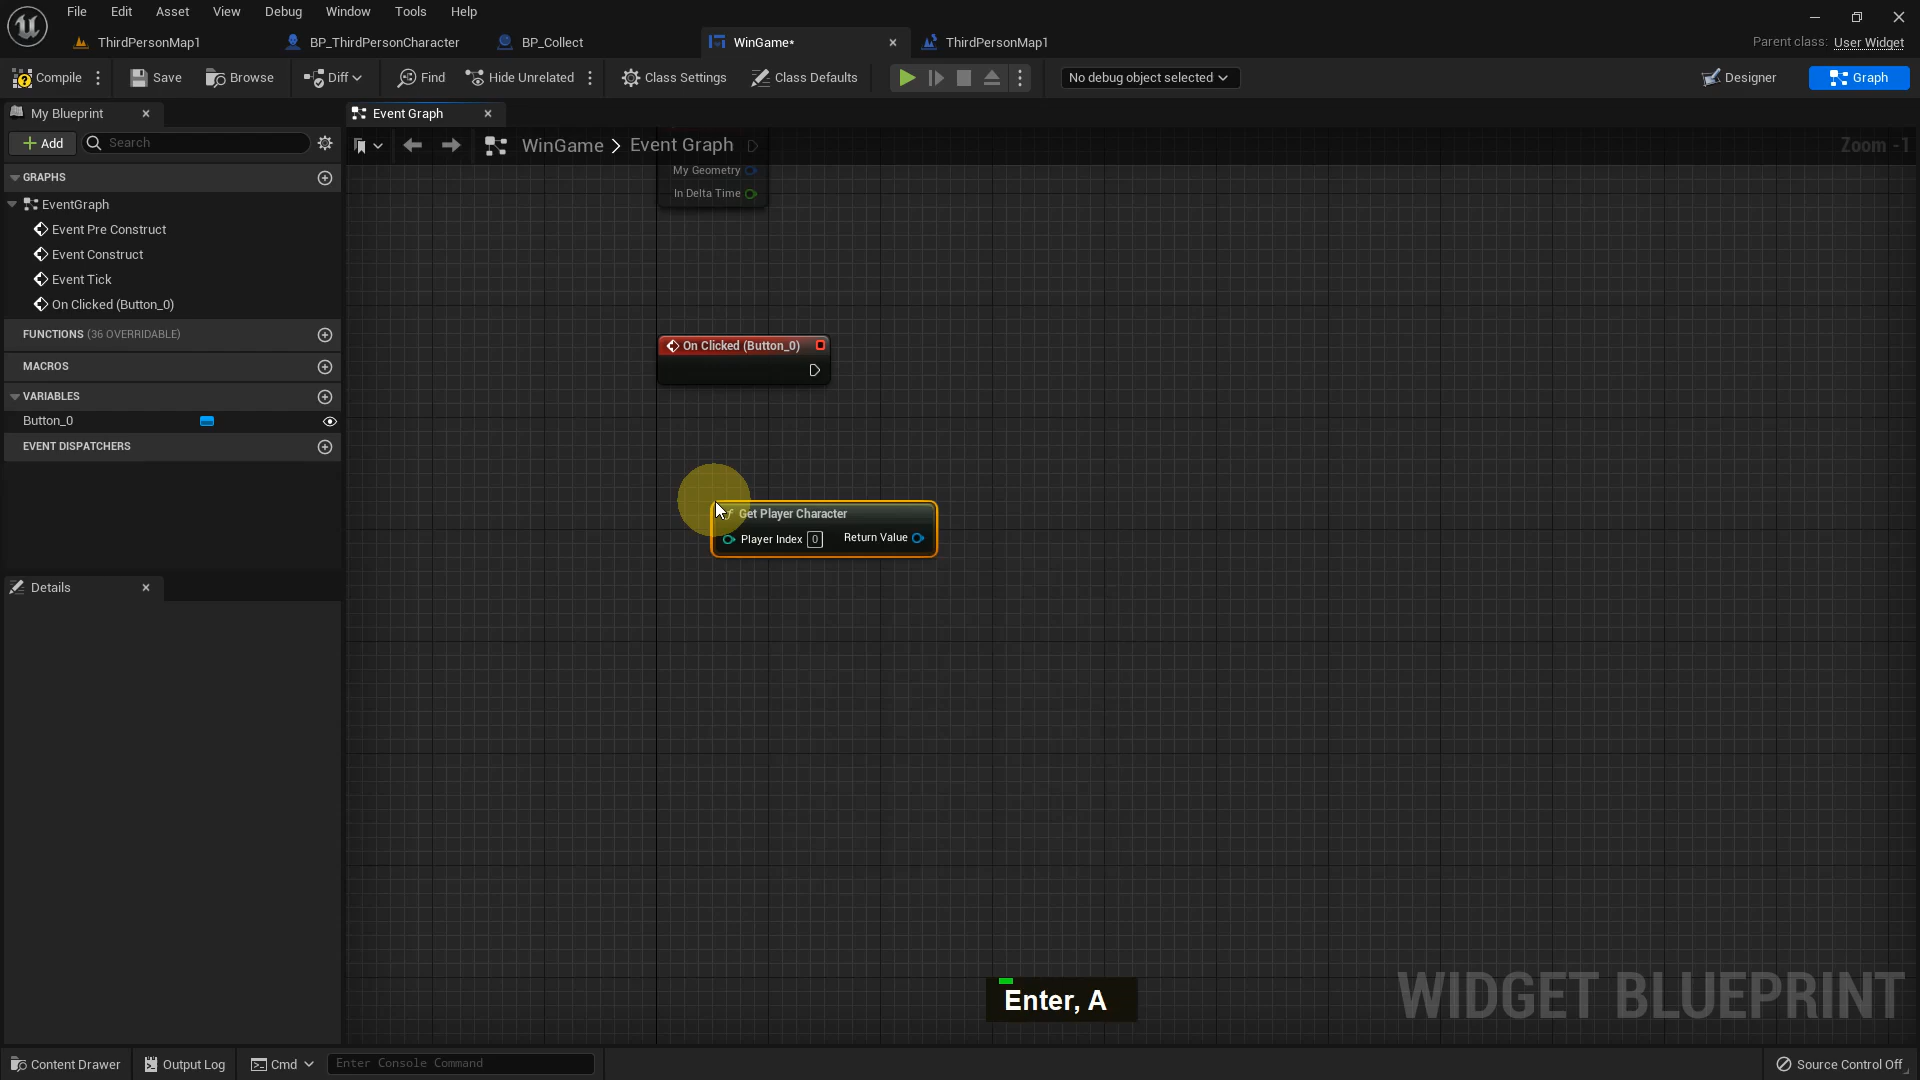 File Edit Asset View Debug Window Tools Help
ThirdPersonMap1 BP_ThirdPersonCharacter BP_Collect WinGame* ThirdPersonMap1 Parent class: User Widget
Compile Save Browse Diff Find Hide Unrelated Class Settings Class Defaults No debug object selected Designer Graph
My Blueprint Event Graph
Add Search WinGame > Event Graph Zoom -1
My Geometry
In Delta Time
GRAPHS
EventGraph
Event Pre Construct
Event Construct
Event Tick
On Clicked (Button_0)
FUNCTIONS (36 OVERRIDABLE)
MACROS
VARIABLES
Button_0
EVENT DISPATCHERS
On Clicked (Button_0)
Get Player Character
Player Index 0 Return Value
Details
Enter, A
WIDGET BLUEPRINT
Content Drawer Output Log Cmd Enter Console Command Source Control Off